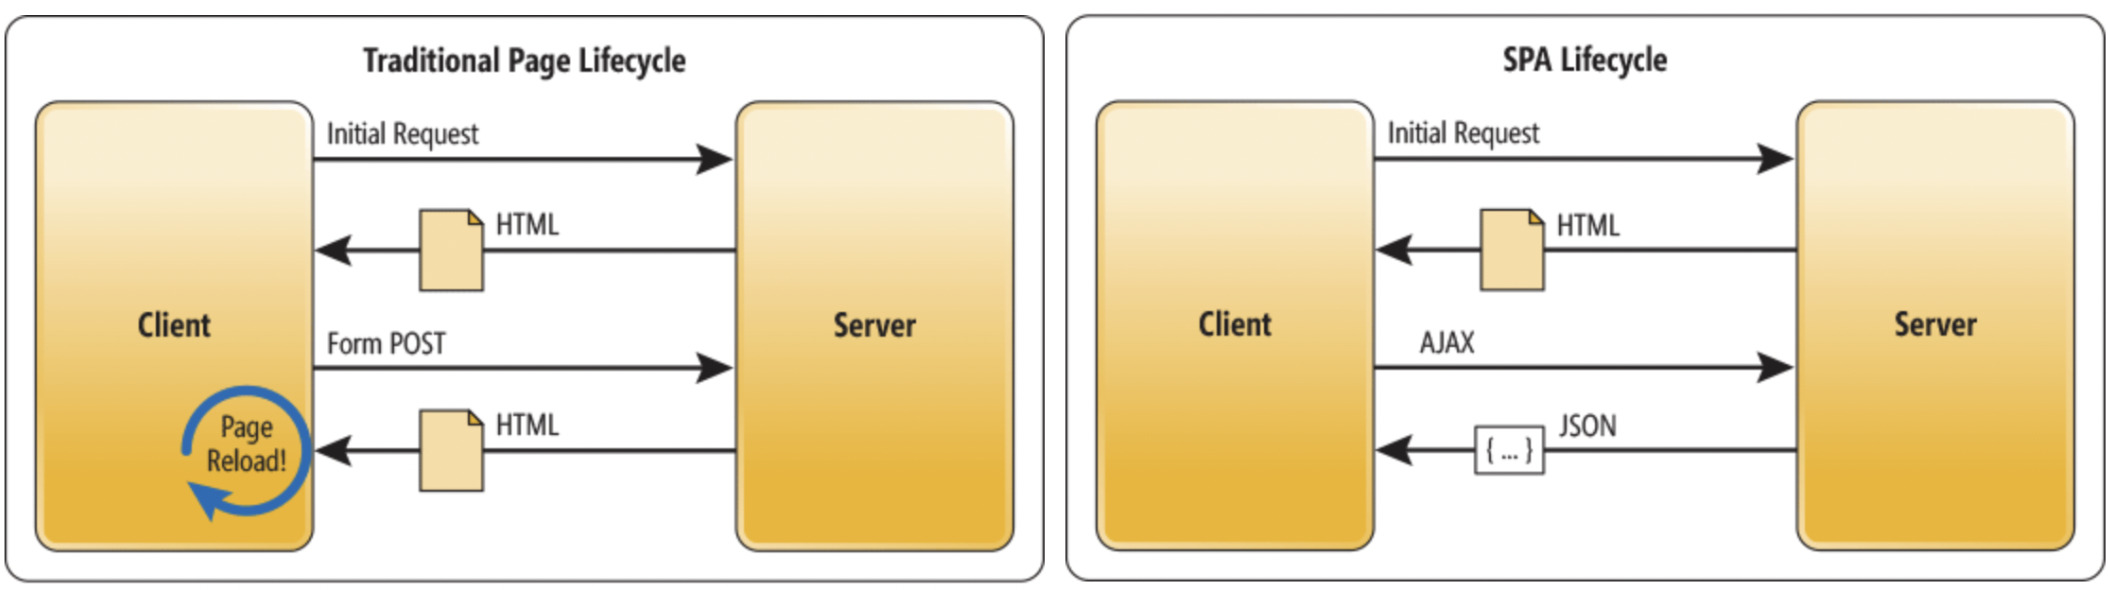 Traditional Page Lifecycle
Initial Request
HTML
Client
Server
Form POST
HTML
Page
Reload!
SPA Lifecycle
Initial Request
HTML
Client
Server
AJAX
JSON
{ ... }